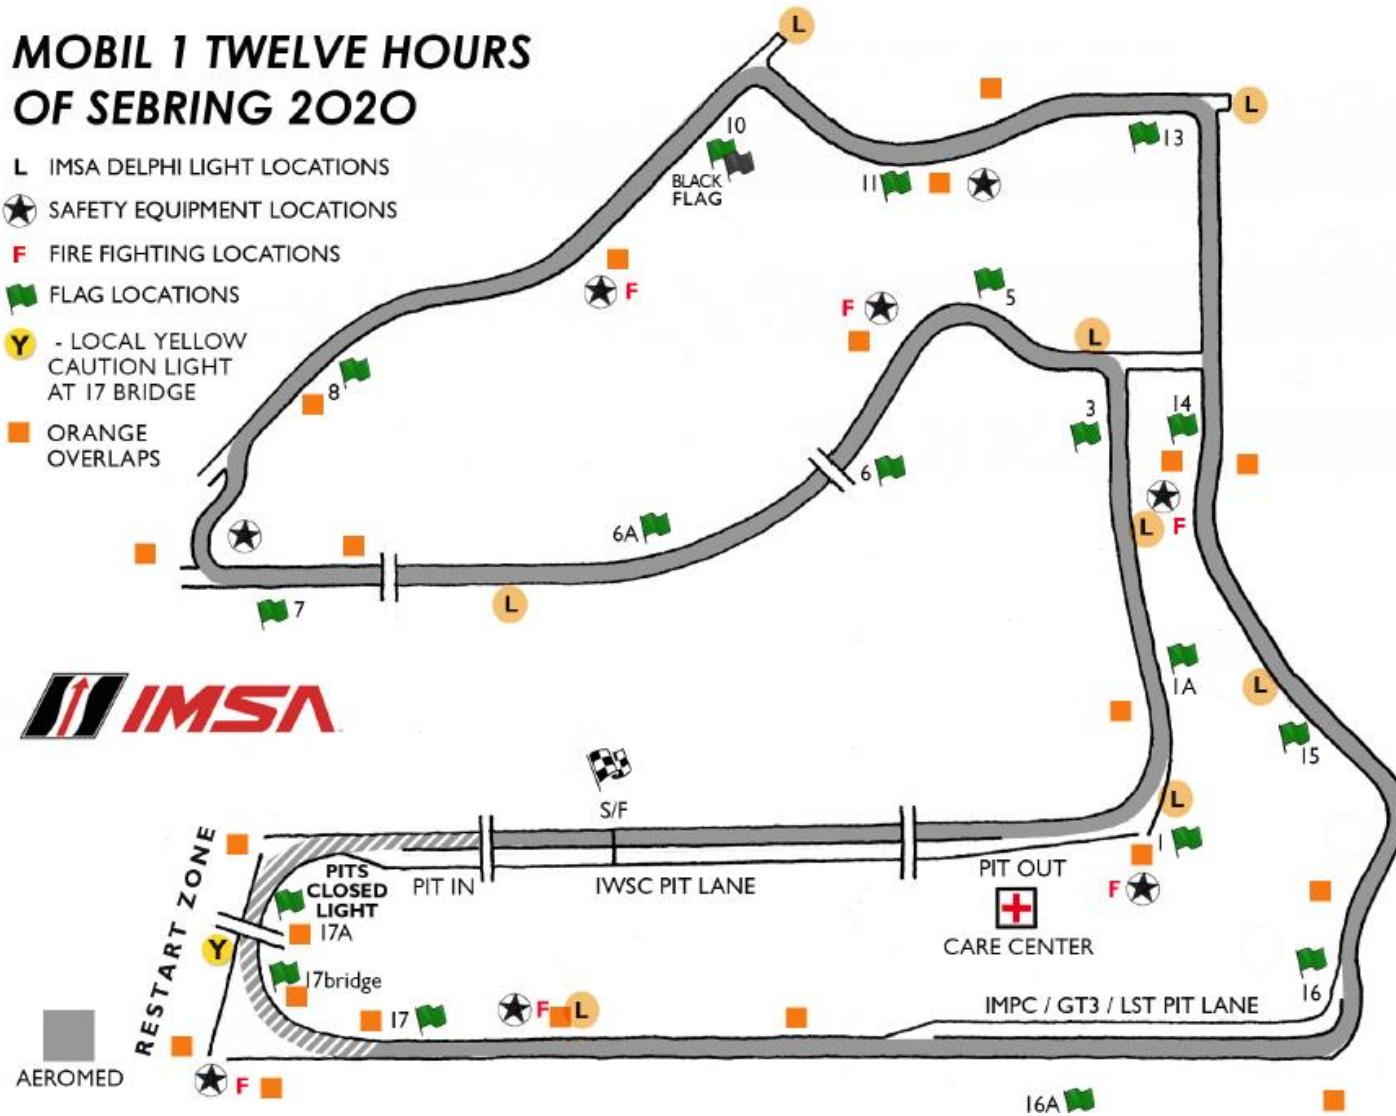 MOBIL 1 TWELVE HOURS
OF SEBRING 2020
L IMSA DELPHI LIGHT LOCATIONS
SAFETY EQUIPMENT LOCATIONS
F FIRE FIGHTING LOCATIONS
FLAG LOCATIONS
Y - LOCAL YELLOW
CAUTION LIGHT
AT 17 BRIDGE
ORANGE
OVERLAPS
L
L
10
BLACK
FLAG
11
13
F
F
5
L
8
3
14
6
6A
L
F
7
L
1A
L
15
IMSA
S/F
L
1
RESTART ZONE
PITS
CLOSED
LIGHT
PIT IN
IWSC PIT LANE
PIT OUT
F
17A
CARE CENTER
Y
17bridge
16
17
F
L
IMPC / GT3 / LST PIT LANE
AEROMED
F
16A